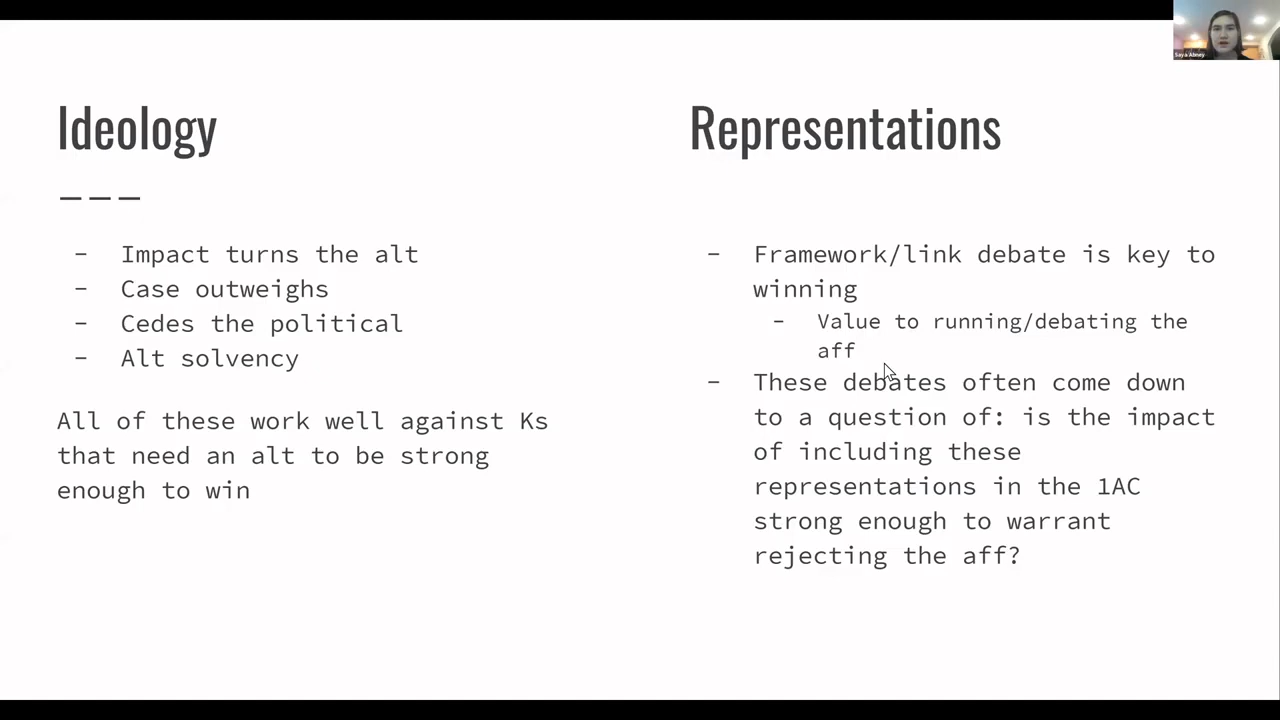 Ideology
- Impact turns the alt
- Case outweighs
- Cedes the political
- Alt solvency
All of these work well against Ks
that need an alt to be strong
enough to win
Representations
- Framework/link debate is key to
winning
- Value to running/debating the
aff
- These debates often come down
to a question of: is the impact
of including these
representations in the 1AC
strong enough to warrant
rejecting the aff?
Saya Abney